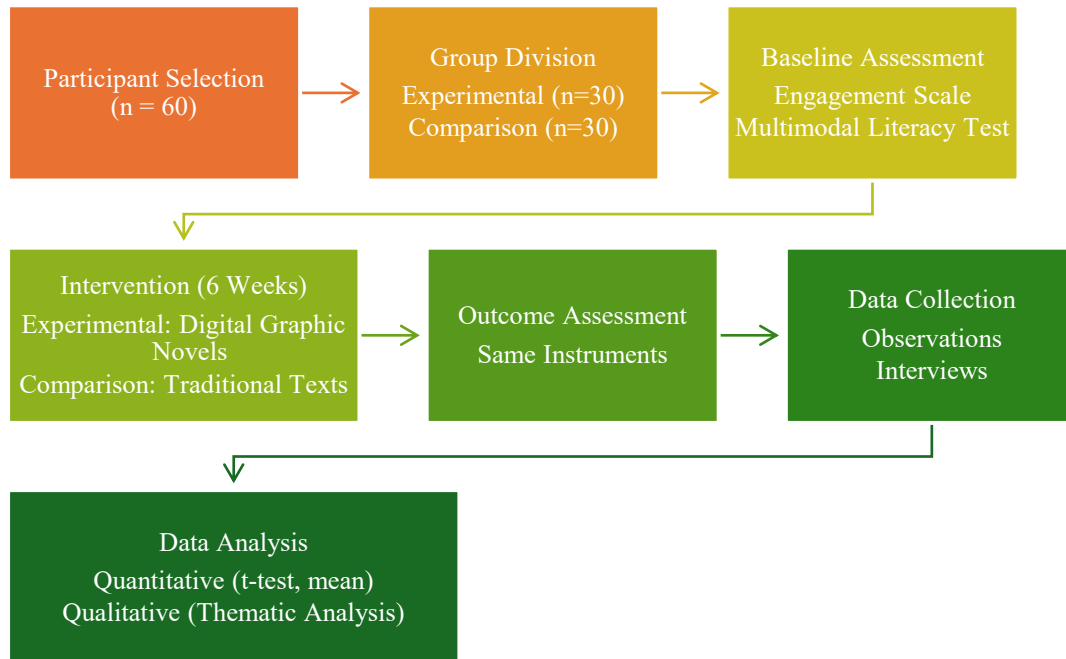 Participant Selection
(n = 60)
Group Division
Experimental (n=30)
Comparison (n=30)
Baseline Assessment
Engagement Scale
Multimodal Literacy Test
Intervention (6 Weeks)
Experimental: Digital Graphic
Novels
Comparison: Traditional Texts
Outcome Assessment
Same Instruments
Data Collection
Observations
Interviews
Data Analysis
Quantitative (t-test, mean)
Qualitative (Thematic Analysis)